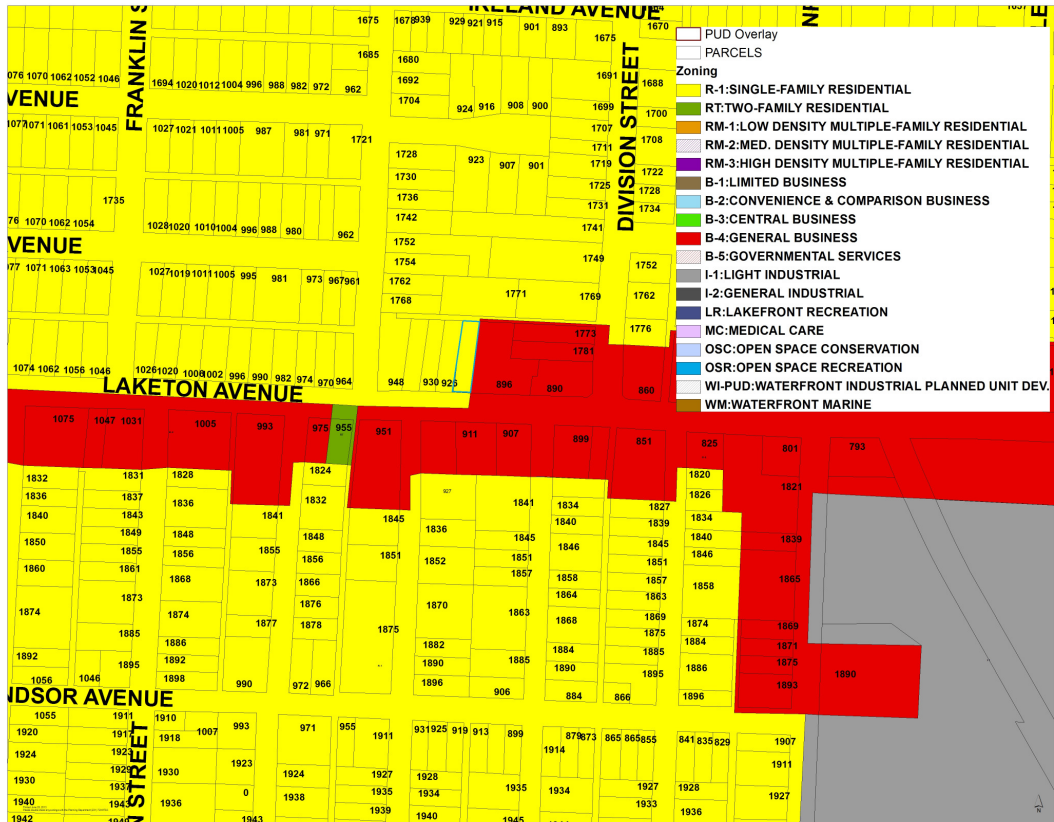 IRELAND AVENUE
FRANKLIN S
DIVISION STREET
1675 1678 939 929 921 915 901 893 1675 1670
1685 1680
076 1070 1062 1052 1046 1694 1020 1012 1004 996 988 982 972 962 1692 1691 1688
1704 924 916 908 900 1699 1700
VENUE
1077 1071 1061 1053 1045 1027 1021 1011 1005 987 981 971 1721 1707 1708
1711
1728 923 907 901 1719
1730 1722
1725 1728
1735 1736 1731 1734
76 1070 1062 1054 1028 1020 1010 1004 996 988 980 962 1742 1741
VENUE
1752 1749 1752
1754
077 1071 1063 1053 1045 1027 1019 1011 1005 995 981 973 967 961 1762 1771 1769 1762
1768
1773 1776
1781
1074 1062 1056 1046 1026 1020 1006 1002 996 990 982 974 970 964 948 930 925 896 890 860
LAKETON AVENUE
PUD Overlay
PARCELS
Zoning
R-1:SINGLE-FAMILY RESIDENTIAL
RT:TWO-FAMILY RESIDENTIAL
RM-1:LOW DENSITY MULTIPLE-FAMILY RESIDENTIAL
RM-2:MED. DENSITY MULTIPLE-FAMILY RESIDENTIAL
RM-3:HIGH DENSITY MULTIPLE-FAMILY RESIDENTIAL
B-1:LIMITED BUSINESS
B-2:CONVENIENCE & COMPARISON BUSINESS
B-3:CENTRAL BUSINESS
B-4:GENERAL BUSINESS
B-5:GOVERNMENTAL SERVICES
I-1:LIGHT INDUSTRIAL
I-2:GENERAL INDUSTRIAL
LR:LAKEFRONT RECREATION
MC:MEDICAL CARE
OSC:OPEN SPACE CONSERVATION
OSR:OPEN SPACE RECREATION
WI-PUD:WATERFRONT INDUSTRIAL PLANNED UNIT DEV.
WM:WATERFRONT MARINE
1075 1047 1031 1005 993 975 955 951 911 907 899 851 825 801 793
1832 1831 1828 1824 927 1820 1821
1836 1837 1836 1832 1841 1834 1827 1826
1840 1843 1841 1845 1836 1840 1839 1834
1850 1849 1848 1848 1845 1846 1845 1840 1839
1855 1856 1855 1856 1851 1852 1851 1851 1846
1860 1861 1868 1873 1866 1857 1858 1857 1858 1865
1873 1876 1870 1864 1863
1874 1874 1877 1878 1875 1863 1868 1869 1874 1869
1885 1886 1882 1884 1875 1884 1871
1892 1895 1892 1890 1885 1890 1885 1886 1875 1890
1056 1046 1898 990 972 966 1896 906 884 1895 866 1896 1893
NDSOR AVENUE
N STREET
1055 1911 1910 993 971 955 931 925 919 913 899 879 873 865 865 855 841 835 829 1907
1920 1917 1918 1007 1911 1914
1924 1923 1923 1911
1929 1930 1924 1927 1928
1930 1937 0 1935 1934 1935 1934 1927 1928 1927
1940 1943 1936 1938 1933
1942 1949 1943 1939 1940 1945 1936
N